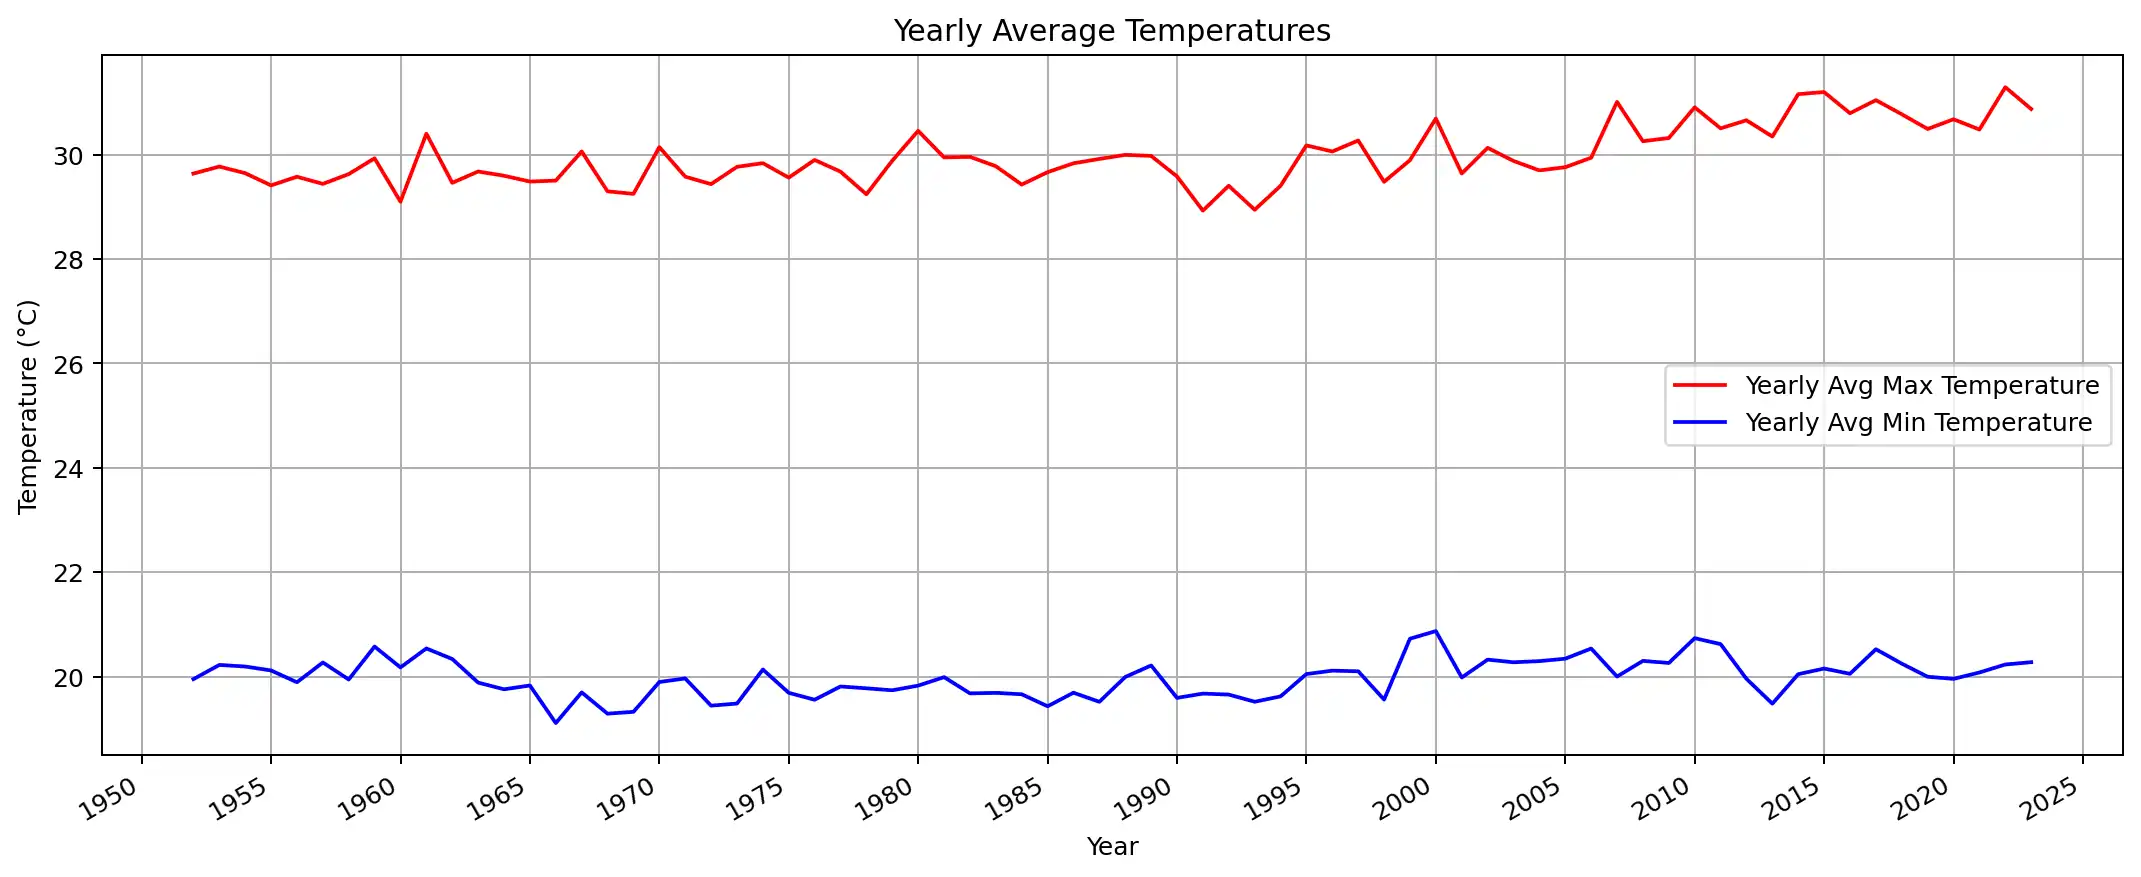 Yearly Average Temperatures
Temperature (°C)
30
28
26
24
22
20
Yearly Avg Max Temperature
Yearly Avg Min Temperature
1950 1955 1960 1965 1970 1975 1980 1985 1990 1995 2000 2005 2010 2015 2020 2025
Year